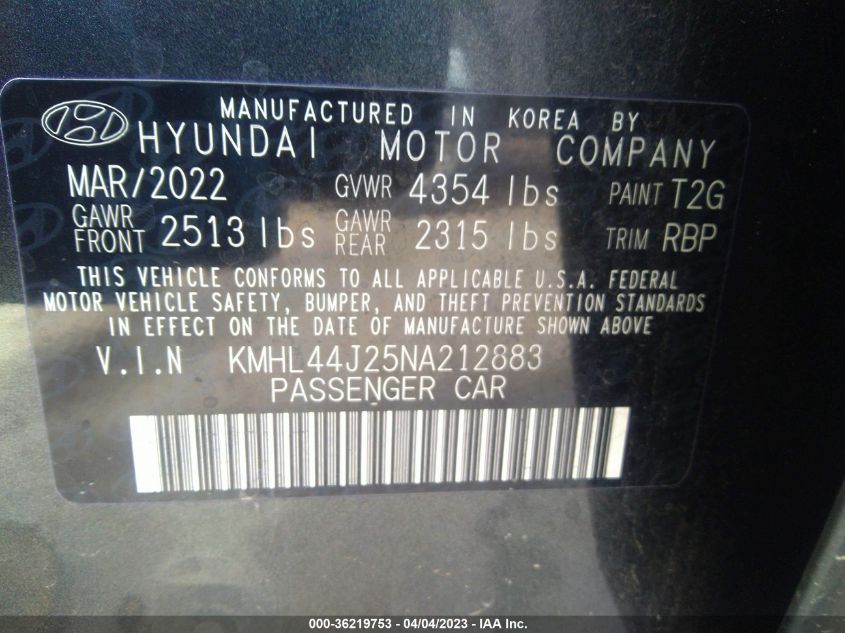 MANUFACTURED IN KOREA BY
HYUNDAI MOTOR COMPANY
MAR/2022 GVWR 4354 lbs PAINT T2G
GAWR FRONT 2513 lbs GAWR REAR 2315 lbs TRIM RBP
THIS VEHICLE CONFORMS TO ALL APPLICABLE U.S.A. FEDERAL
MOTOR VEHICLE SAFETY, BUMPER, AND THEFT PREVENTION STANDARDS
IN EFFECT ON THE DATE OF MANUFACTURE SHOWN ABOVE
V.I.N KMHL44J25NA212883
PASSENGER CAR
000-36219753 - 04/04/2023 - IAA Inc.